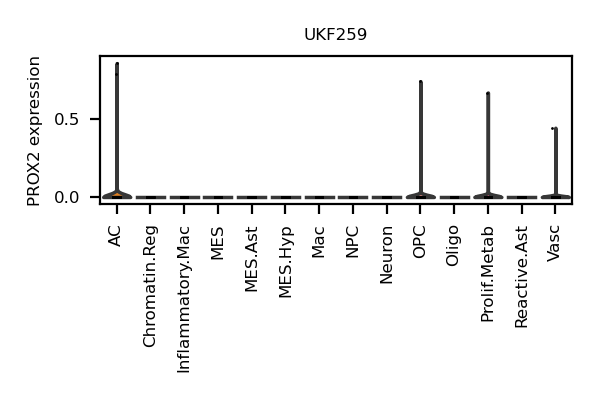 UKF259
PROX2 expression
0.5
0.0
AC
Chromatin.Reg
Inflammatory.Mac
MES
MES.Ast
MES.Hyp
Mac
NPC
Neuron
OPC
Oligo
Prolif.Metab
Reactive.Ast
Vasc